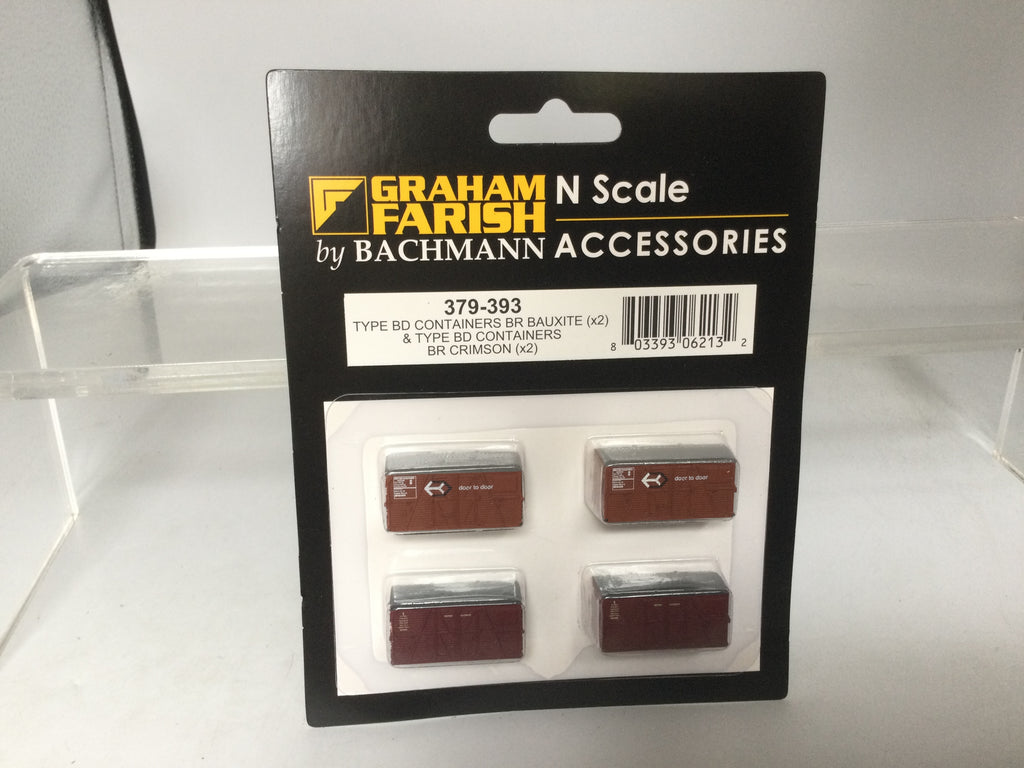 GRAHAM
FARISH
by BACHMANN
N Scale
ACCESSORIES
379-393
TYPE BD CONTAINERS BR BAUXITE (x2)
& TYPE BD CONTAINERS
BR CRIMSON (x2)
8 03393 06213 2
door to door
door to door